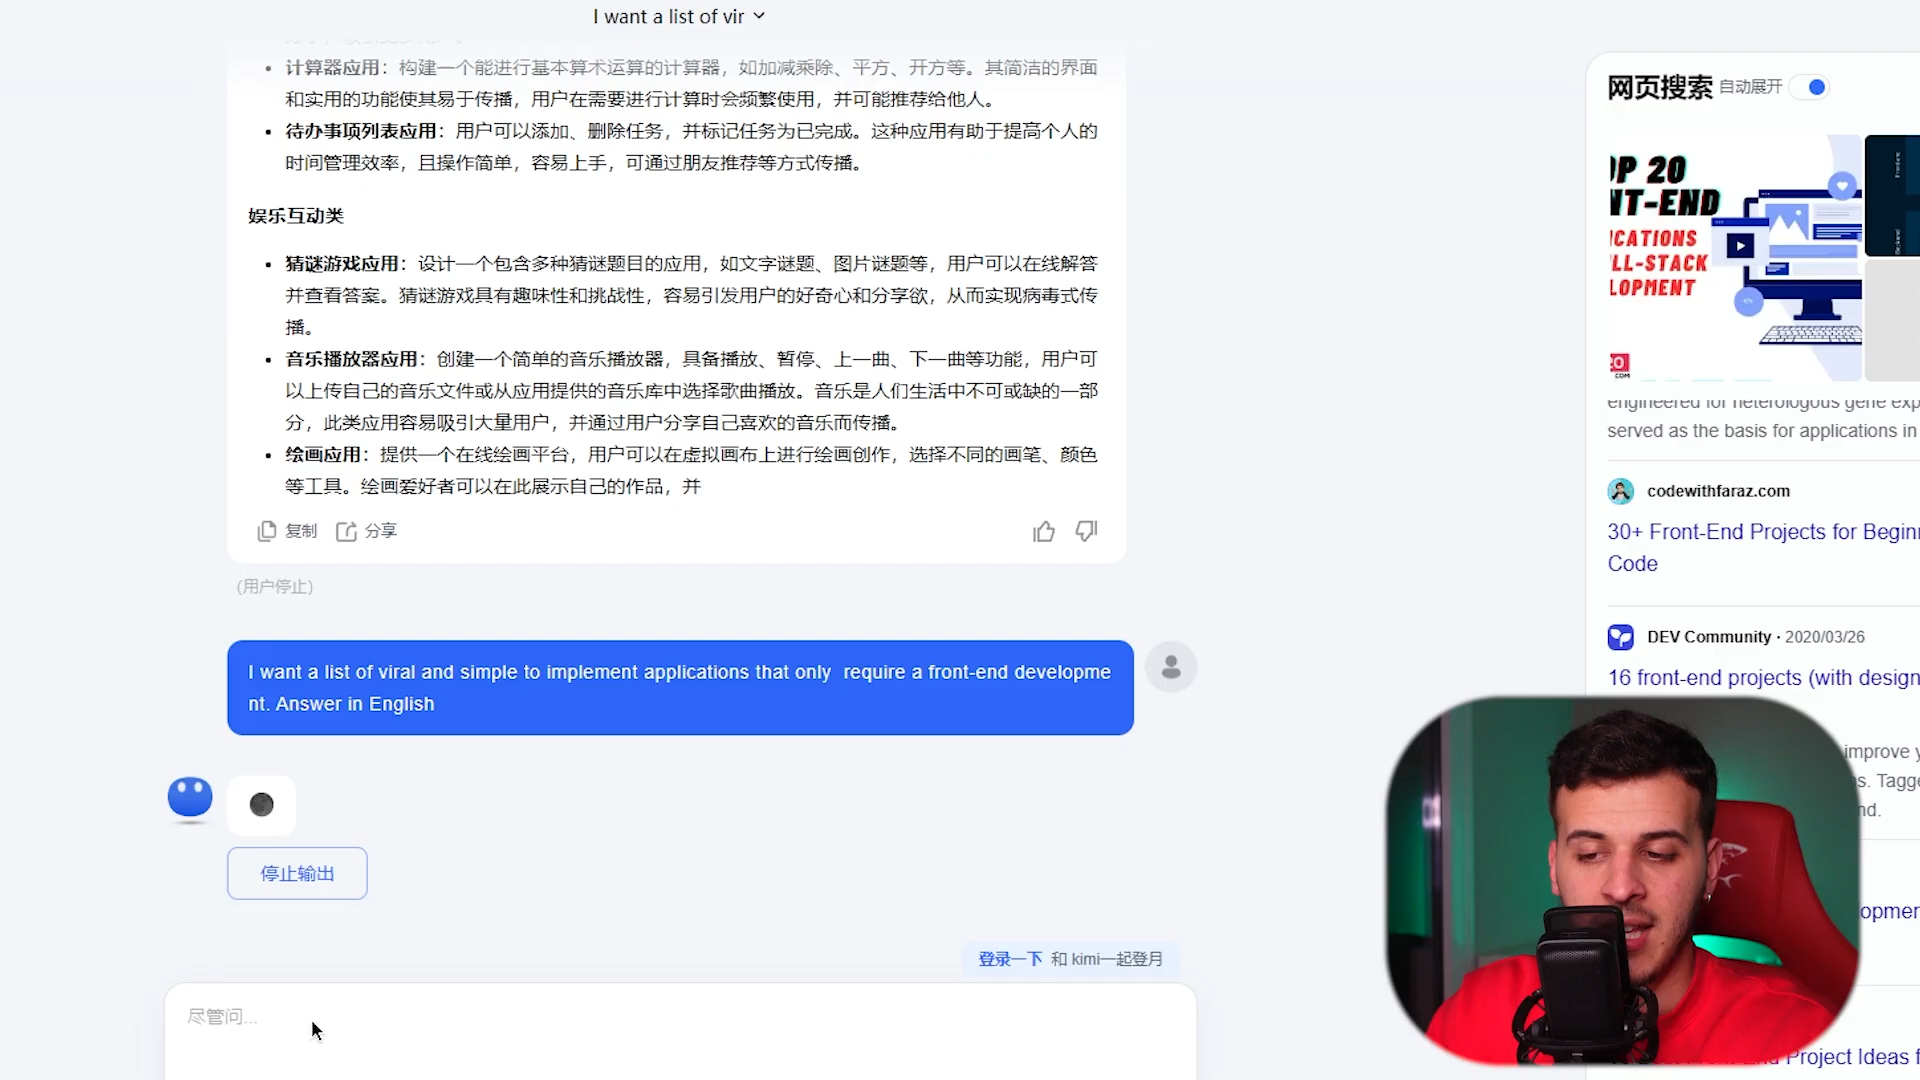 I want a list of vir
计算器应用：构建一个能进行基本算术运算的计算器，如加减乘除、平方、开方等。其简洁的界面
和实用的功能使其易于传播，用户在需要进行计算时会频繁使用，并可能推荐给他人。
待办事项列表应用：用户可以添加、删除任务，并标记任务为已完成。这种应用有助于提高个人的
时间管理效率，且操作简单，容易上手，可通过朋友推荐等方式传播。
娱乐互动类
猜谜游戏应用：设计一个包含多种猜谜题目的应用，如文字谜题、图片谜题等，用户可以在线解答
并查看答案。猜谜游戏具有趣味性和挑战性，容易引发用户的好奇心和分享欲，从而实现病毒式传
播。
音乐播放器应用：创建一个简单的音乐播放器，具备播放、暂停、上一曲、下一曲等功能，用户可
以上传自己的音乐文件或从应用提供的音乐库中选择歌曲播放。音乐是人们生活中不可或缺的一部
分，此类应用容易吸引大量用户，并通过用户分享自己喜欢的音乐而传播。
绘画应用：提供一个在线绘画平台，用户可以在虚拟画布上进行绘画创作，选择不同的画笔、颜色
等工具。绘画爱好者可以在此展示自己的作品，并
复制 分享
(用户停止)
I want a list of viral and simple to implement applications that only  require a front-end developme
nt. Answer in English
停止输出
登录一下 和 kimi一起登月
尽管问...
网页搜索 自动展开
OP 20
NT-END
ICATIONS
LL-STACK
LOPMENT
.COM
engineered for heterologous gene exp
served as the basis for applications in
codewithfaraz.com
30+ Front-End Projects for Beginn
Code
DEV Community · 2020/03/26
16 front-end projects (with design
improve y
s. Tagge
nd.
opmen
Project Ideas f